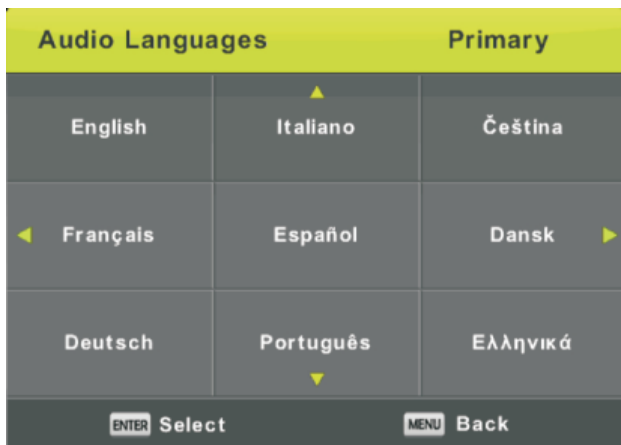 Audio Languages Primary
English Italiano Čeština
Français Español Dansk
Deutsch Português Ελληνικά
ENTER Select MENU Back